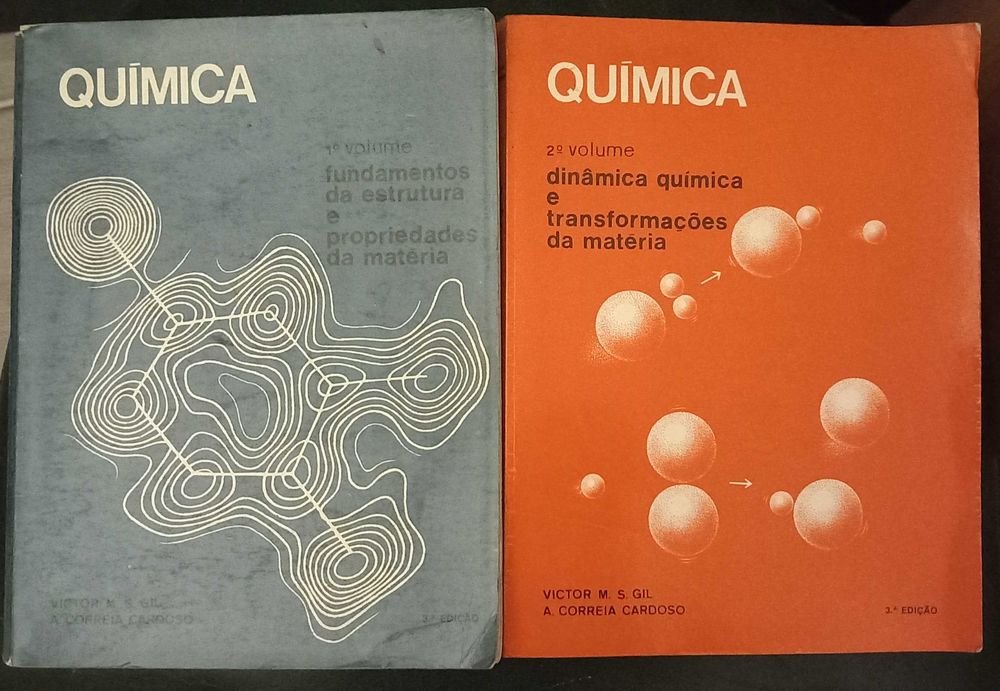 QUÍMICA
1º volume
fundamentos
da estrutura
e
propriedades
da matéria
VICTOR M. S. GIL
A. CORREIA CARDOSO
3.ª EDIÇÃO
QUÍMICA
2º volume
dinâmica química
e
transformações
da matéria
VICTOR M. S. GIL
A. CORREIA CARDOSO
3.ª EDIÇÃO